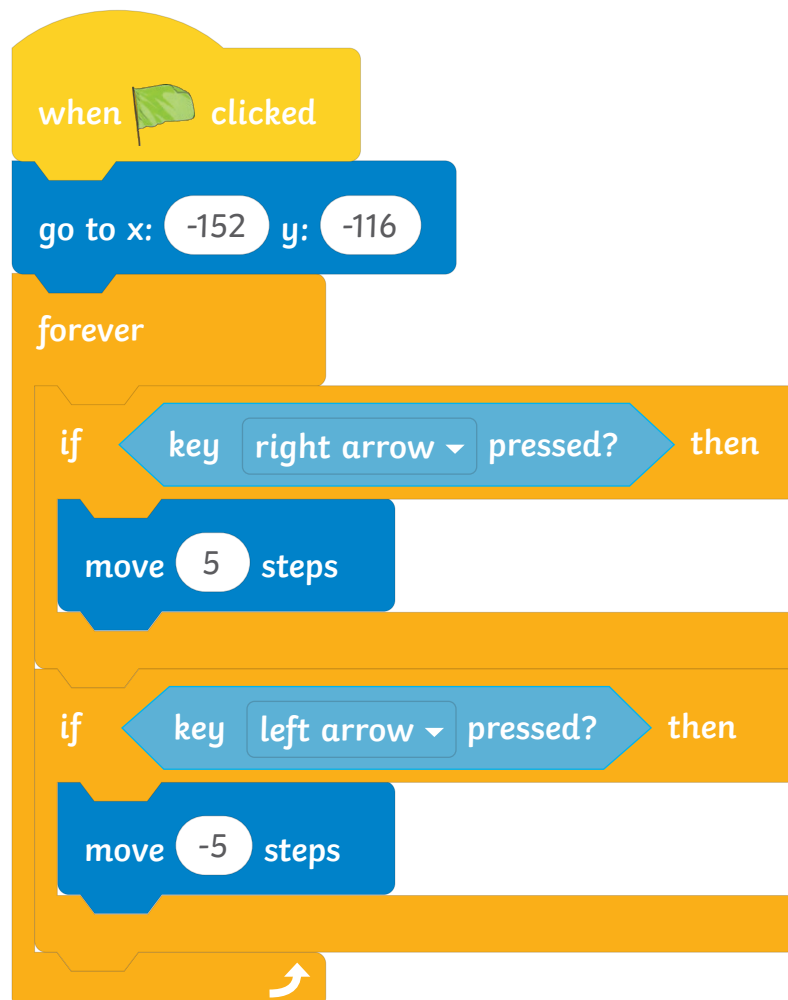 when clicked
go to x: -152 y: -116
forever
if key right arrow pressed? then
move 5 steps
if key left arrow pressed? then
move -5 steps